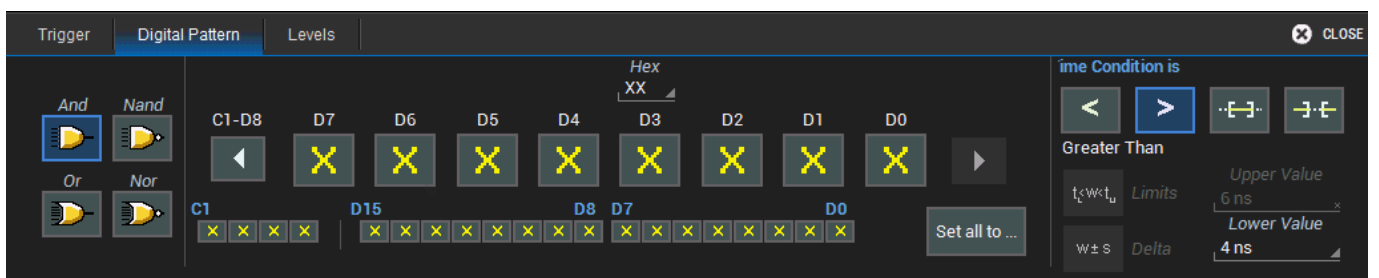 Trigger Digital Pattern Levels CLOSE
Hex
XX
And Nand
C1-D8 D7 D6 D5 D4 D3 D2 D1 D0
Or Nor
C1 D15 D8 D7 D0
Set all to ...
ime Condition is
< >
Greater Than
tL<w<tu Limits
Upper Value
6 ns
w±s Delta
Lower Value
4 ns